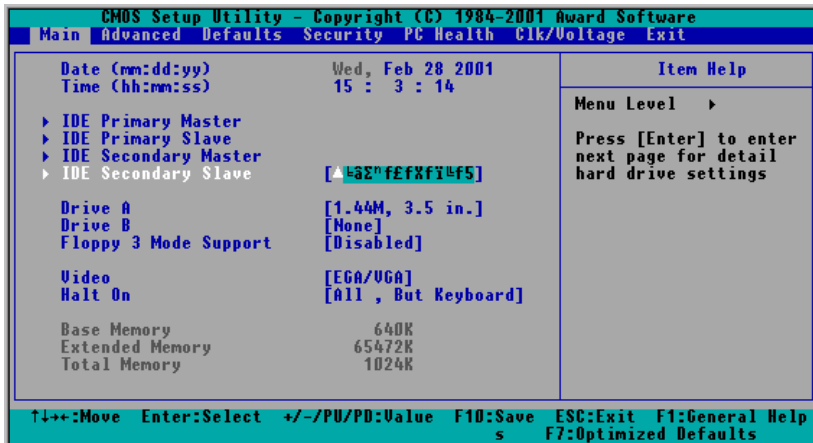 CMOS Setup Utility - Copyright (C) 1984-2001 Award Software
Main Advanced Defaults Security PC Health Clk/Voltage Exit
Date (mm:dd:yy) Wed, Feb 28 2001
Time (hh:mm:ss) 15 : 3 : 14
▸ IDE Primary Master
▸ IDE Primary Slave
▸ IDE Secondary Master
▸ IDE Secondary Slave
Drive A [1.44M, 3.5 in.]
Drive B [None]
Floppy 3 Mode Support [Disabled]
Video [EGA/VGA]
Halt On [All , But Keyboard]
Base Memory 640K
Extended Memory 65472K
Total Memory 1024K
Item Help
Menu Level ▸
Press [Enter] to enter
next page for detail
hard drive settings
↑↓→←:Move Enter:Select +/-/PU/PD:Value F10:Save ESC:Exit F1:General Help
s F7:Optimized Defaults